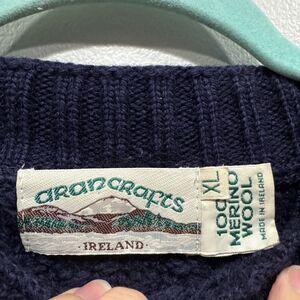 arancrafts
· IRELAND ·
XL
100%
MERINO
WOOL
MADE IN IRELAND